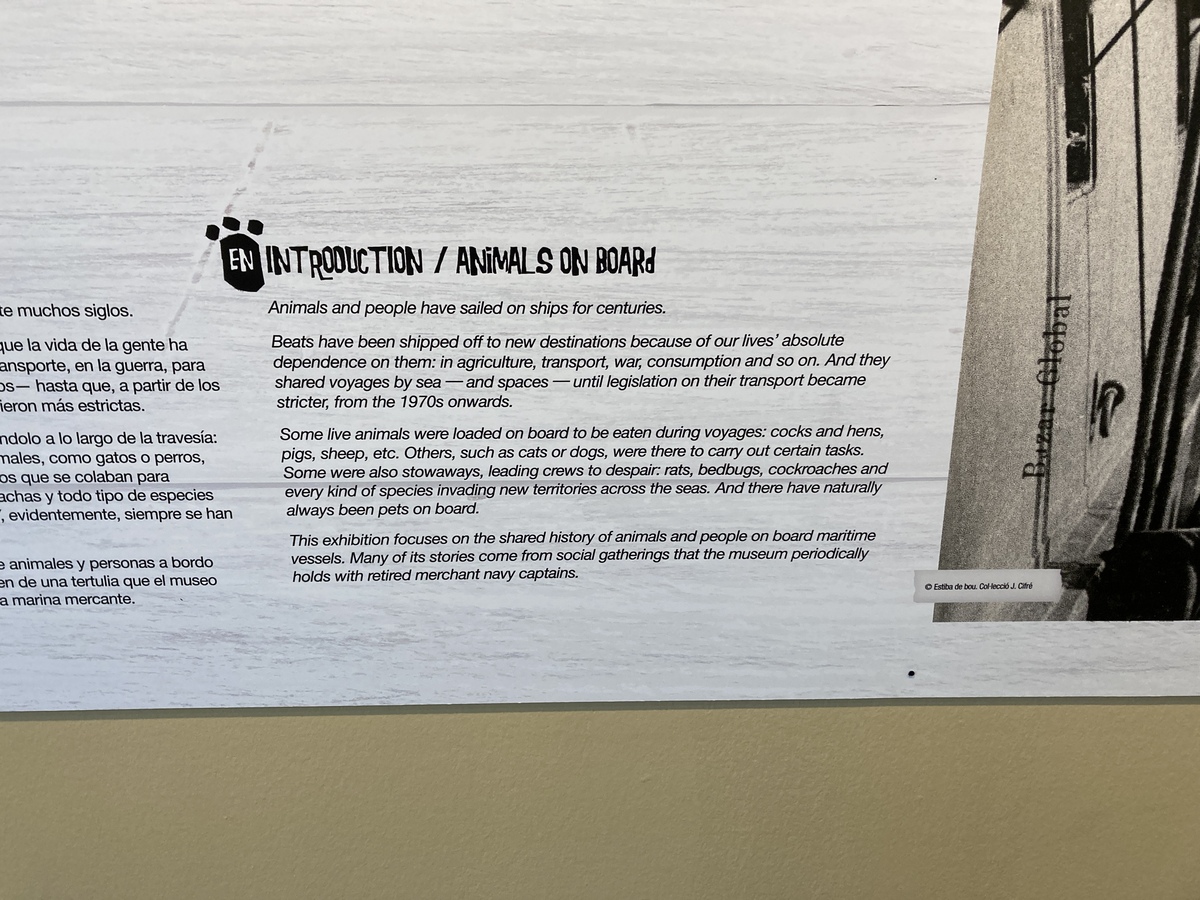 te muchos siglos.
que la vida de la gente ha
ansporte, en la guerra, para
os— hasta que, a partir de los
ieron más estrictas.
ndolo a lo largo de la travesía:
males, como gatos o perros,
os que se colaban para
achas y todo tipo de especies
, evidentemente, siempre se han
e animales y personas a bordo
en de una tertulia que el museo
a marina mercante.
EN INTRODUCTION / ANIMALS ON BOARd
Animals and people have sailed on ships for centuries.
Beats have been shipped off to new destinations because of our lives’ absolute
dependence on them: in agriculture, transport, war, consumption and so on. And they
shared voyages by sea — and spaces — until legislation on their transport became
stricter, from the 1970s onwards.
Some live animals were loaded on board to be eaten during voyages: cocks and hens,
pigs, sheep, etc. Others, such as cats or dogs, were there to carry out certain tasks.
Some were also stowaways, leading crews to despair: rats, bedbugs, cockroaches and
every kind of species invading new territories across the seas. And there have naturally
always been pets on board.
This exhibition focuses on the shared history of animals and people on board maritime
vessels. Many of its stories come from social gatherings that the museum periodically
holds with retired merchant navy captains.
Bazar Global
© Estiba de bou. Col·lecció J. Cifré